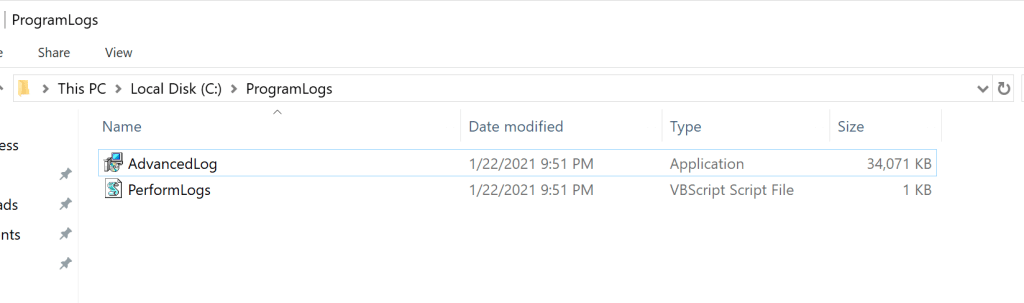 ProgramLogs
e Share View
This PC Local Disk (C:) ProgramLogs
Name Date modified Type Size
ess
AdvancedLog 1/22/2021 9:51 PM Application 34,071 KB
PerformLogs 1/22/2021 9:51 PM VBScript Script File 1 KB
ads
nts